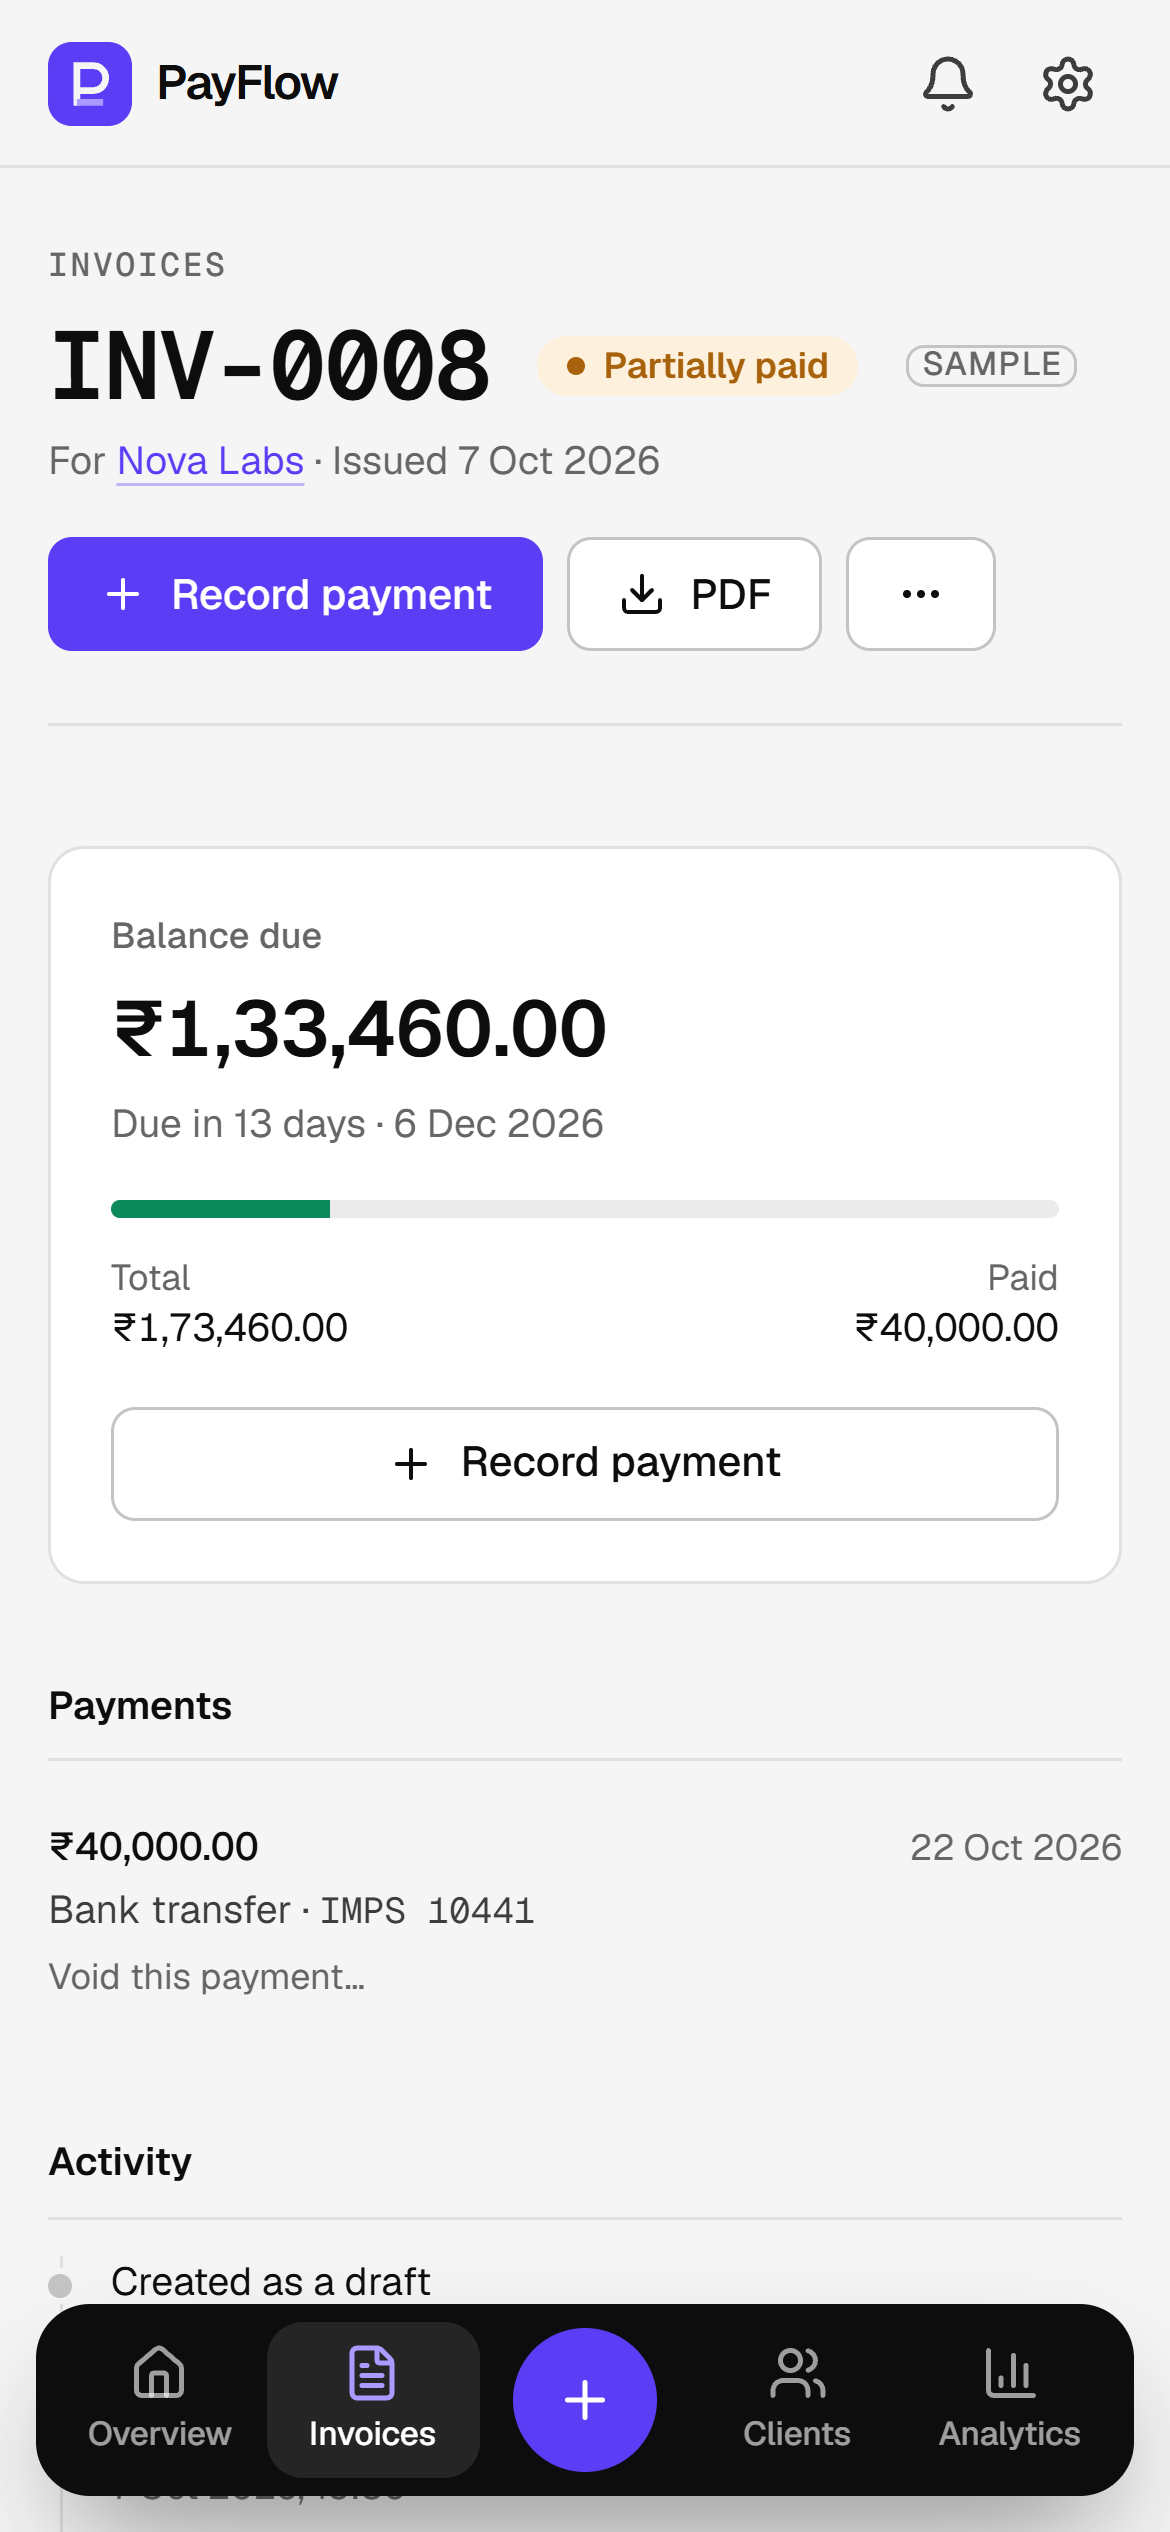 PayFlow
INVOICES
INV-0008 Partially paid SAMPLE
For Nova Labs · Issued 7 Oct 2026
Record payment PDF
Balance due
₹1,33,460.00
Due in 13 days · 6 Dec 2026
Total Paid
₹1,73,460.00 ₹40,000.00
Record payment
Payments
₹40,000.00 22 Oct 2026
Bank transfer · IMPS 10441
Void this payment…
Activity
Created as a draft
Overview Invoices Clients Analytics